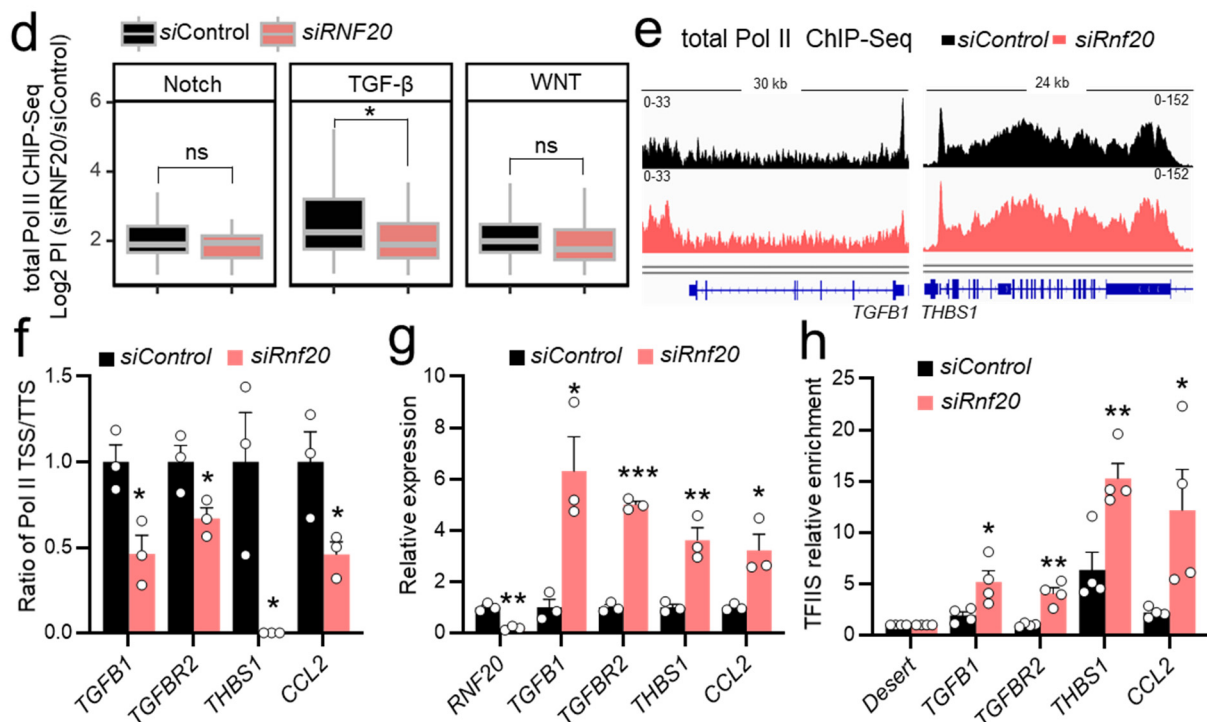 d
siControl siRNF20
total Pol II CHIP-Seq
Log2 PI (siRNF20/siControl)
Notch TGF-β WNT
6
4
2
ns * ns
e total Pol II ChIP-Seq siControl siRnf20
30 kb 24 kb
0-33 0-152
0-33 0-152
TGFB1 THBS1
f siControl siRnf20
Ratio of Pol II TSS/TTS
1.5
1.0
0.5
0.0
* * * *
TGFB1 TGFBR2 THBS1 CCL2
g siControl siRnf20
Relative expression
10
8
6
4
2
0
** * *** ** *
RNF20 TGFB1 TGFBR2 THBS1 CCL2
h siControl
siRnf20
TFIIS relative enrichment
25
20
15
10
5
0
* ** ** *
Desert TGFB1 TGFBR2 THBS1 CCL2